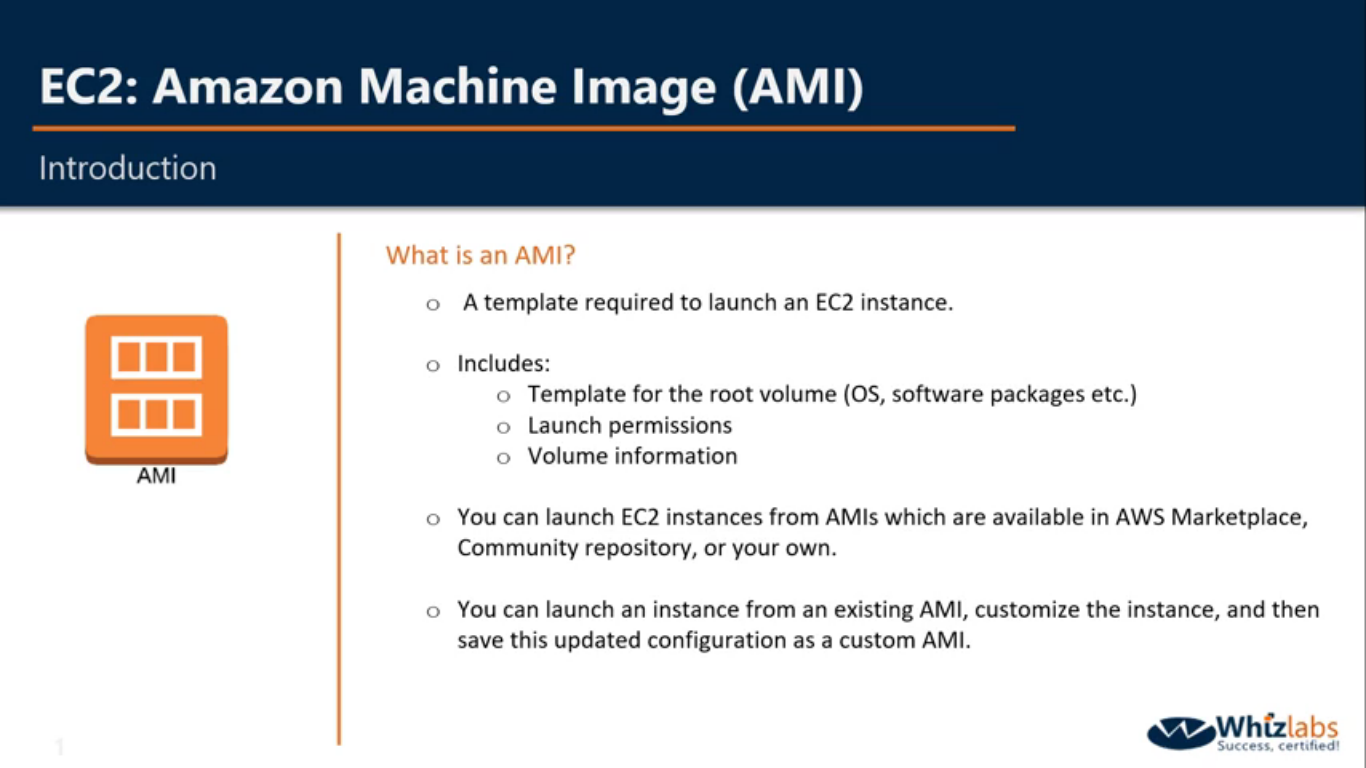 EC2: Amazon Machine Image (AMI)
Introduction
AMI
What is an AMI?
o A template required to launch an EC2 instance.
o Includes:
o Template for the root volume (OS, software packages etc.)
o Launch permissions
o Volume information
o You can launch EC2 instances from AMIs which are available in AWS Marketplace,
Community repository, or your own.
o You can launch an instance from an existing AMI, customize the instance, and then
save this updated configuration as a custom AMI.
1
Whizlabs
Success, certified!